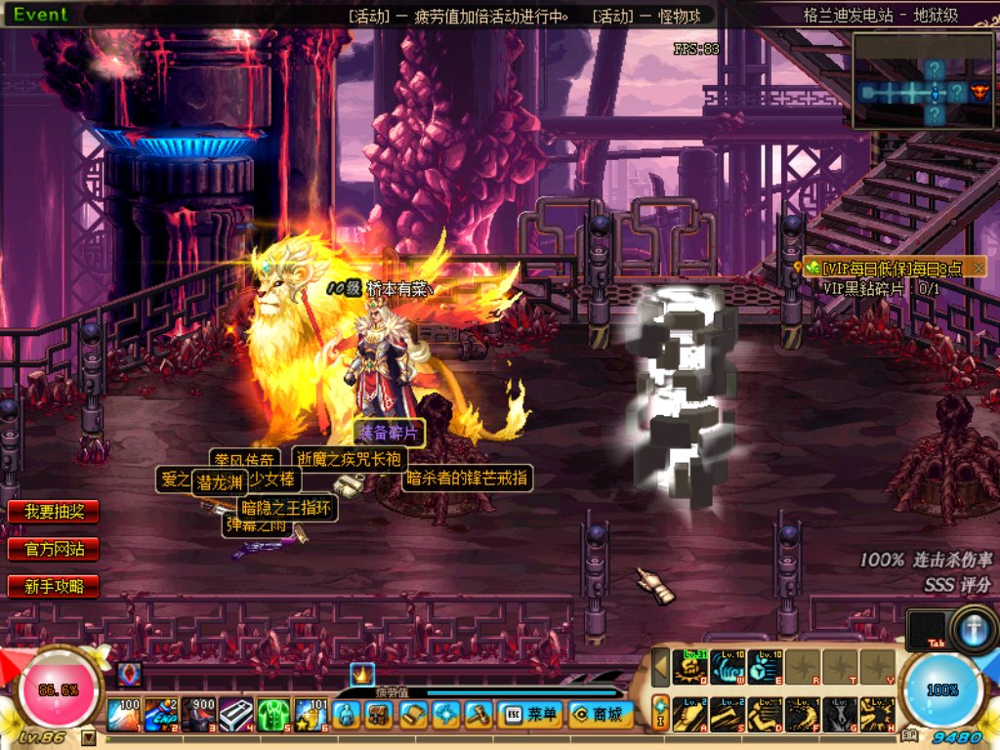 Event
[活动] — 疲劳值加倍活动进行中。 [活动] — 怪物攻
格兰迪发电站 - 地狱级
FPS:83
? ? ?
[VIP每日低保]每日8点
VIP黑钻碎片：0/1
10级 桥本有菜
装备碎片
拳风传奇
逝魔之疾咒长袍
爱之
潜龙渊
少女棒
暗杀者的锋芒戒指
暗隐之王指环
弹幕之雨
我要抽奖
官方网站
新手攻略
100% 连击杀伤率
SSS 评分
Tab
86.6%
疲劳值
100%
Lv.31 Lv.10 Lv.10
Q W E R T Y
100 2 900 101
1 2 3 4 5 6
ESC 菜单
商城
Lv.2 Lv.2 Lv.1 Lv.1 Lv.1
A S D F G H
Lv.86
SP
9480